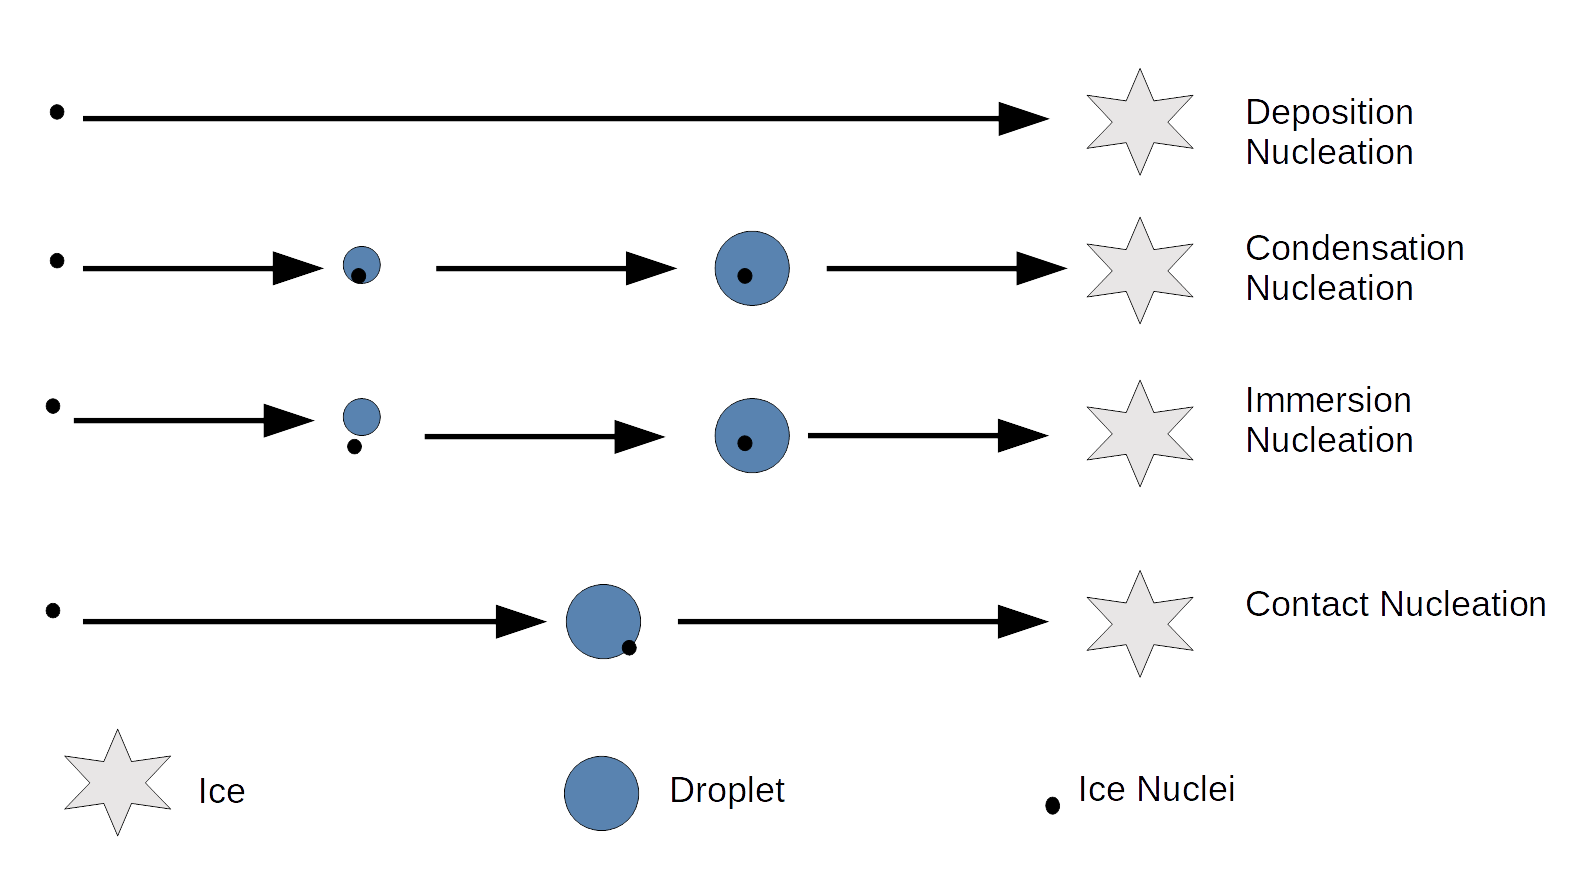 Deposition
Nucleation
Condensation
Nucleation
Immersion
Nucleation
Contact Nucleation
Ice
Droplet
Ice Nuclei